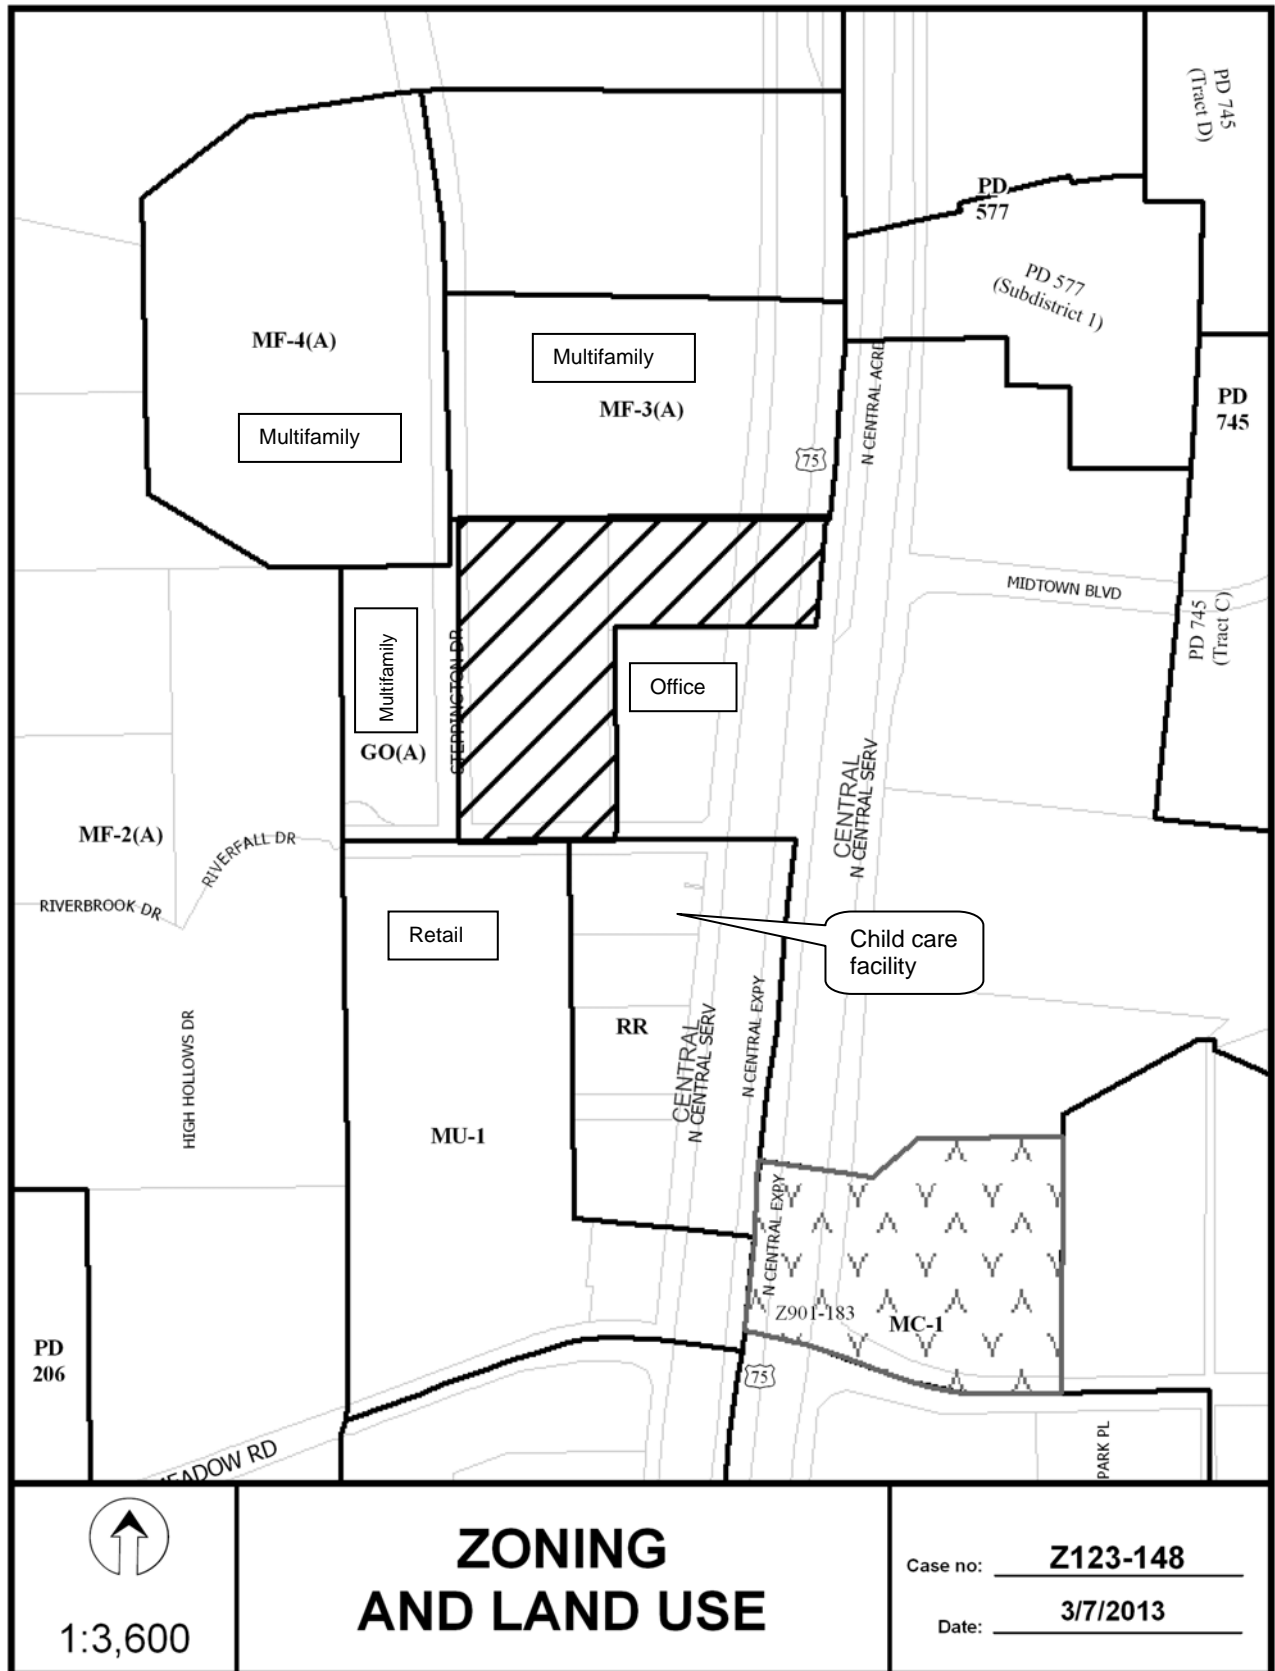 PD 745
(Tract D)
PD
577
PD 577
(Subdistrict 1)
MF-4(A)
Multifamily
Multifamily
MF-3(A)
75
N CENTRAL ACRD
PD
745
MIDTOWN BLVD
PD 745
(Tract C)
Multifamily
GO(A)
STEPPINGTON DR
Office
CENTRAL
N CENTRAL SERV
MF-2(A)
RIVERFALL DR
RIVERBROOK DR
Retail
Child care
facility
RR
CENTRAL
N CENTRAL SERV
N CENTRAL EXPY
HIGH HOLLOWS DR
MU-1
N CENTRAL EXPY
Z901-183
MC-1
PD
206
75
PARK PL
MEADOW RD
1:3,600
ZONING
AND LAND USE
Case no: Z123-148
Date: 3/7/2013